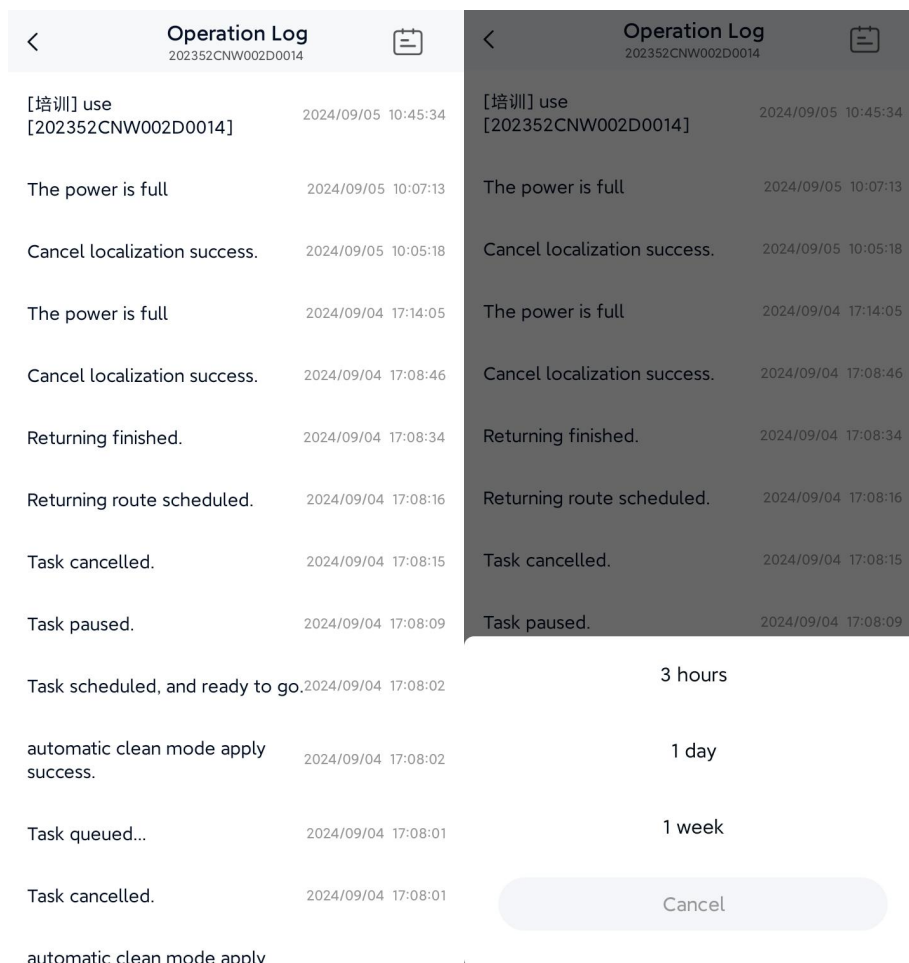 Operation Log
202352CNW002D0014
[培训] use
[202352CNW002D0014]
2024/09/05 10:45:34
The power is full
2024/09/05 10:07:13
Cancel localization success.
2024/09/05 10:05:18
The power is full
2024/09/04 17:14:05
Cancel localization success.
2024/09/04 17:08:46
Returning finished.
2024/09/04 17:08:34
Returning route scheduled.
2024/09/04 17:08:16
Task cancelled.
2024/09/04 17:08:15
Task paused.
2024/09/04 17:08:09
Task scheduled, and ready to go.
2024/09/04 17:08:02
automatic clean mode apply
success.
2024/09/04 17:08:02
Task queued...
2024/09/04 17:08:01
Task cancelled.
2024/09/04 17:08:01
automatic clean mode apply
Operation Log
202352CNW002D0014
[培训] use
[202352CNW002D0014]
2024/09/05 10:45:34
The power is full
2024/09/05 10:07:13
Cancel localization success.
2024/09/05 10:05:18
The power is full
2024/09/04 17:14:05
Cancel localization success.
2024/09/04 17:08:46
Returning finished.
2024/09/04 17:08:34
Returning route scheduled.
2024/09/04 17:08:16
Task cancelled.
2024/09/04 17:08:15
Task paused.
2024/09/04 17:08:09
3 hours
1 day
1 week
Cancel